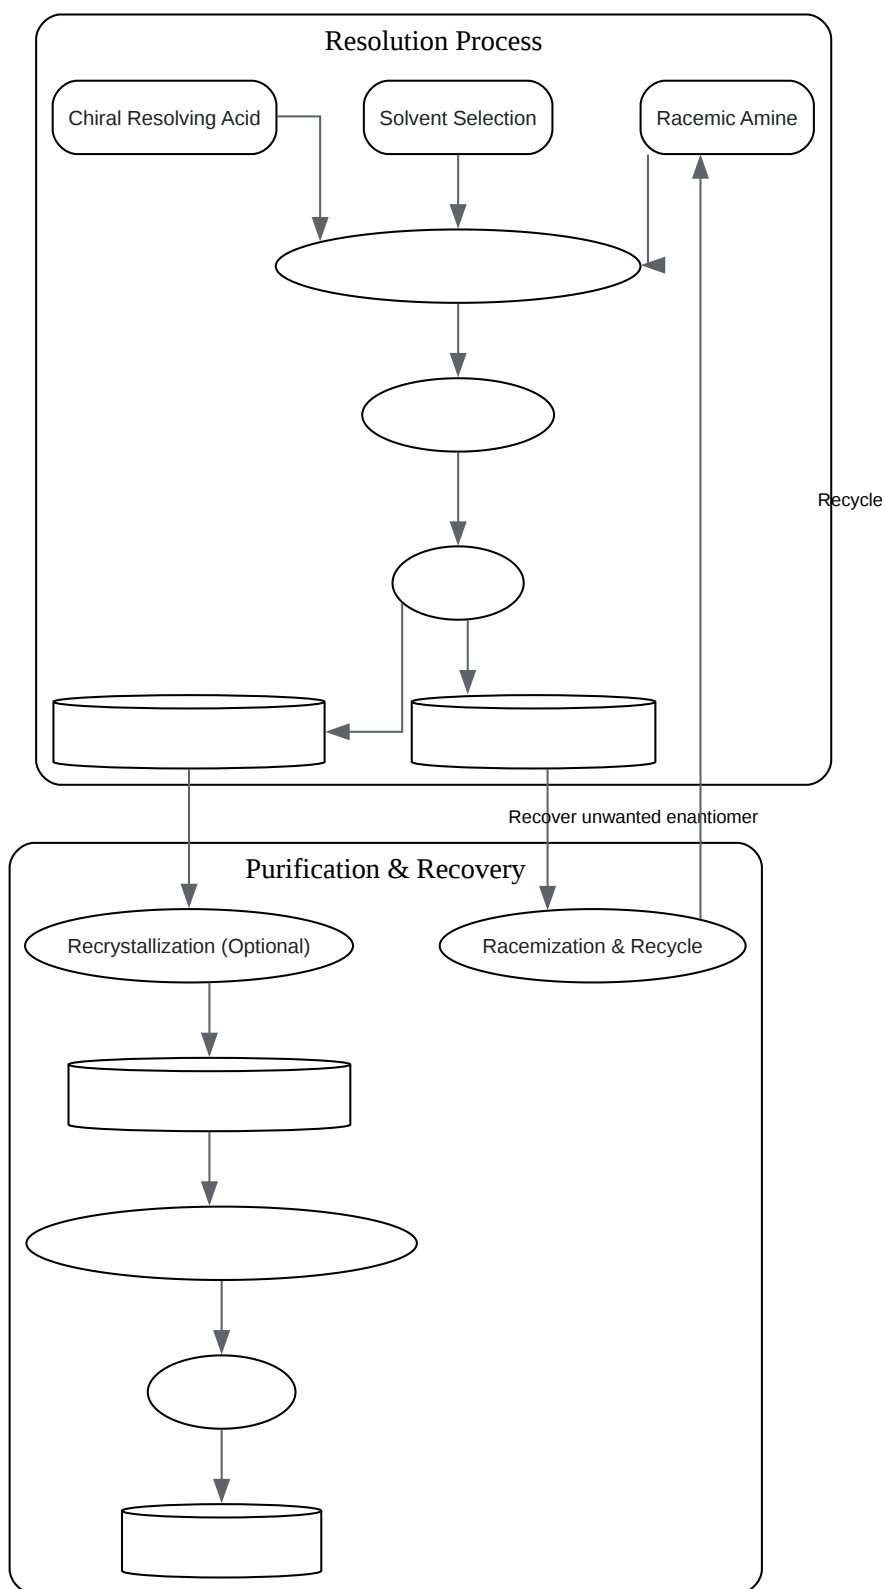 Resolution Process
Chiral Resolving Acid
Solvent Selection
Racemic Amine
Recycle
Recover unwanted enantiomer
Purification & Recovery
Recrystallization (Optional)
Racemization & Recycle